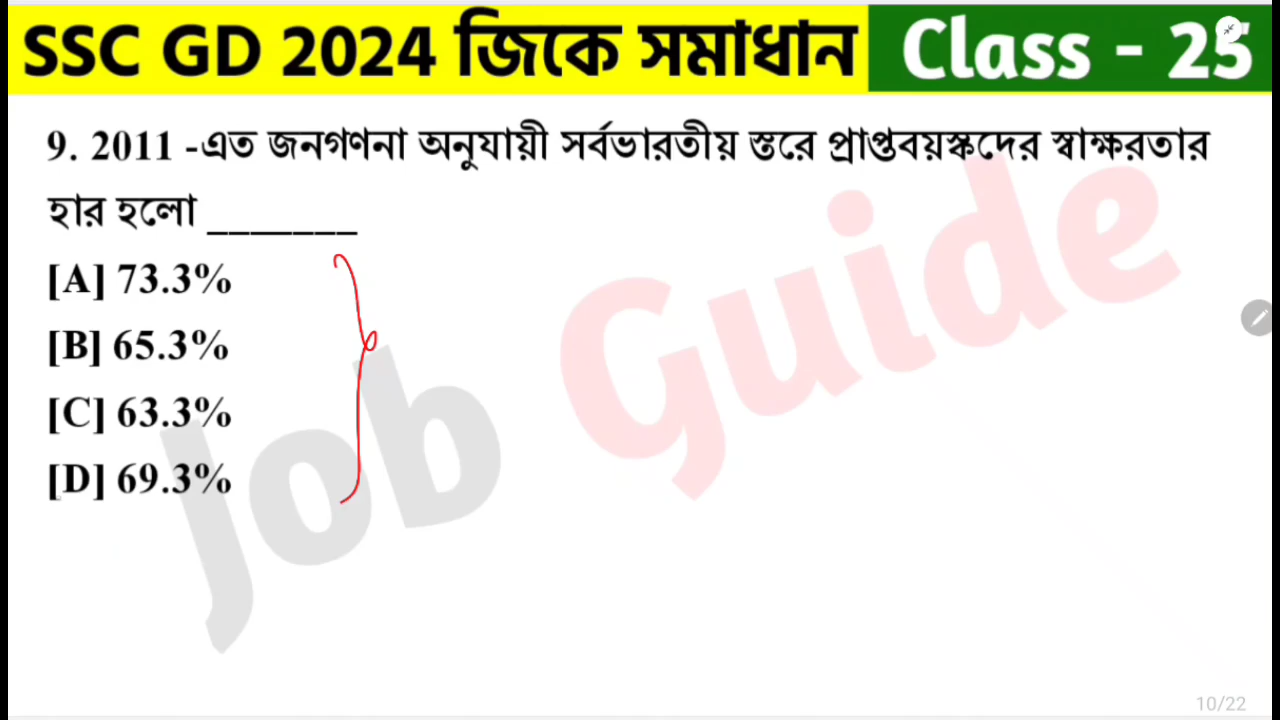 SSC GD 2024 জিকে সমাধান Class - 25
9. 2011 -এত জনগণনা অনুযায়ী সর্বভারতীয় স্তরে প্রাপ্তবয়স্কদের স্বাক্ষরতার
হার হলো _______
[A] 73.3%
[B] 65.3%
[C] 63.3%
[D] 69.3%
Job Guide
10/22